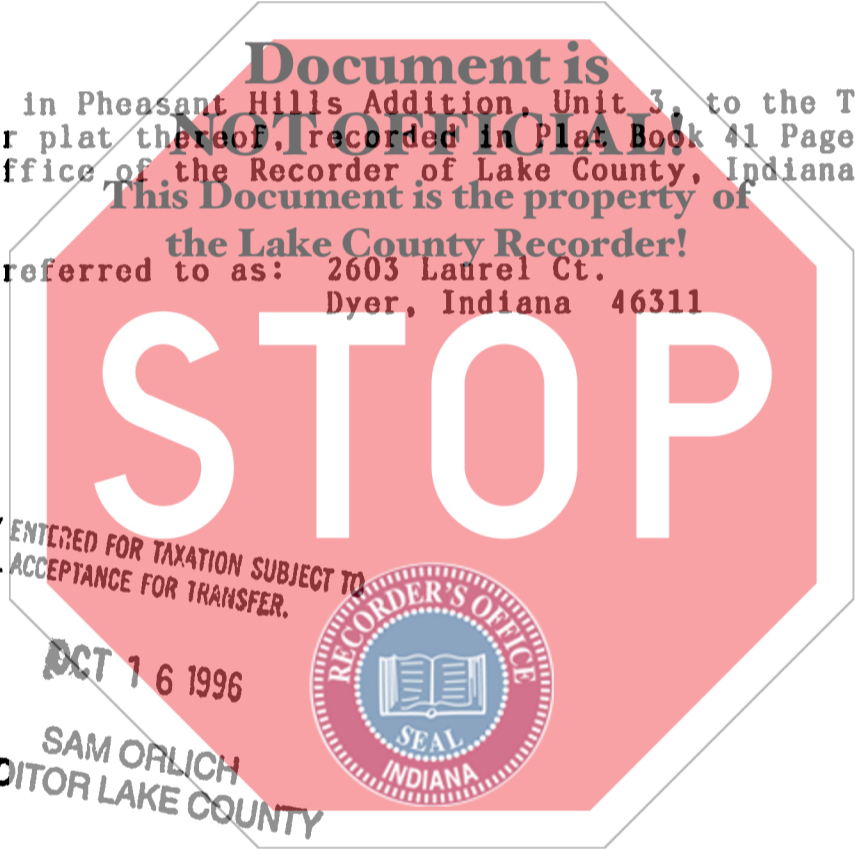 Document is
in Pheasant Hills Addition, Unit 3, to the T
r plat thereof, recorded in Plat Book 41 Page
NOT OFFICIAL!
ffice of the Recorder of Lake County, Indiana
This Document is the property of
the Lake County Recorder!
referred to as: 2603 Laurel Ct.
Dyer, Indiana 46311
STOP
ENTERED FOR TAXATION SUBJECT TO
ACCEPTANCE FOR TRANSFER.
OCT 16 1996
SAM ORLICH
DITOR LAKE COUNTY
RECORDER'S OFFICE
SEAL
INDIANA